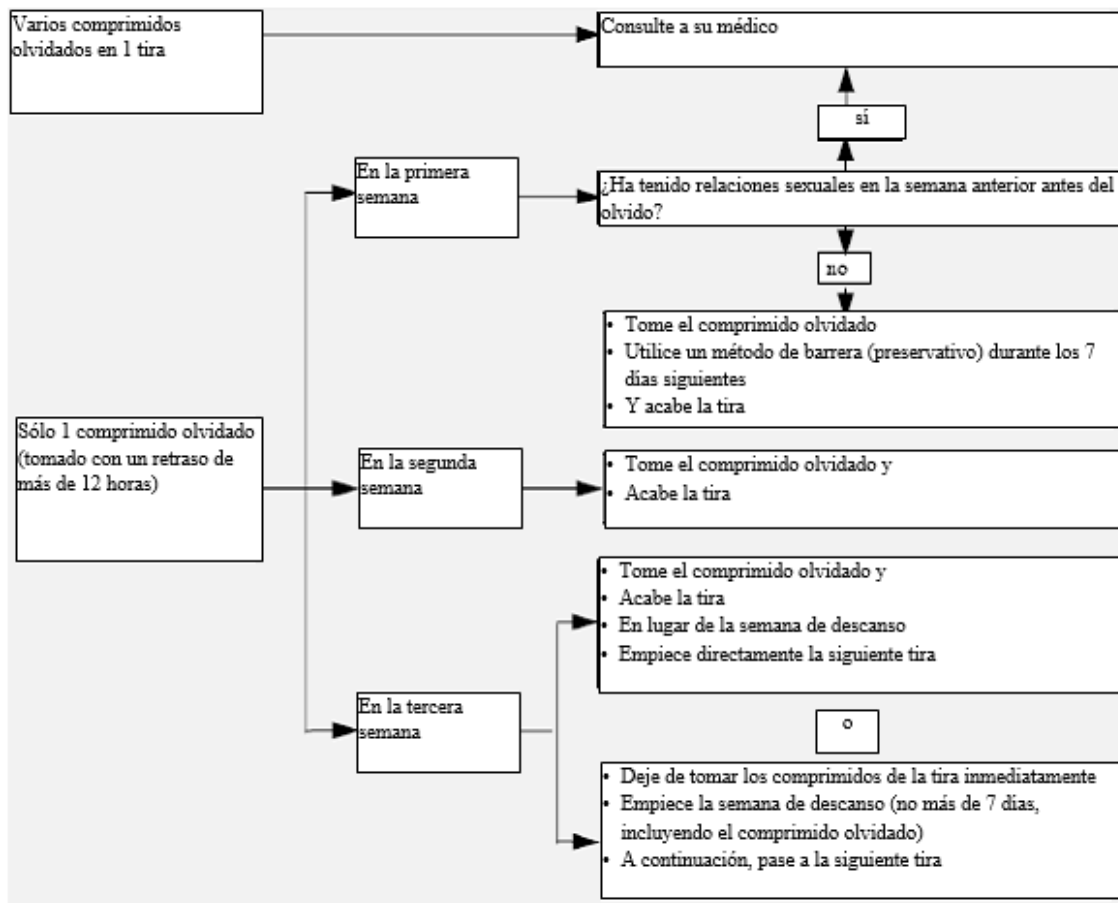 Varios comprimidos
olvidados en 1 tira
Consulte a su médico
sí
En la primera
semana
¿Ha tenido relaciones sexuales en la semana anterior antes del
olvido?
no
• Tome el comprimido olvidado
• Utilice un método de barrera (preservativo) durante los 7
días siguientes
• Y acabe la tira
Sólo 1 comprimido olvidado
(tomado con un retraso de
más de 12 horas)
En la segunda
semana
• Tome el comprimido olvidado y
• Acabe la tira
• Tome el comprimido olvidado y
• Acabe la tira
• En lugar de la semana de descanso
• Empiece directamente la siguiente tira
En la tercera
semana
o
• Deje de tomar los comprimidos de la tira inmediatamente
• Empiece la semana de descanso (no más de 7 días,
incluyendo el comprimido olvidado)
• A continuación, pase a la siguiente tira